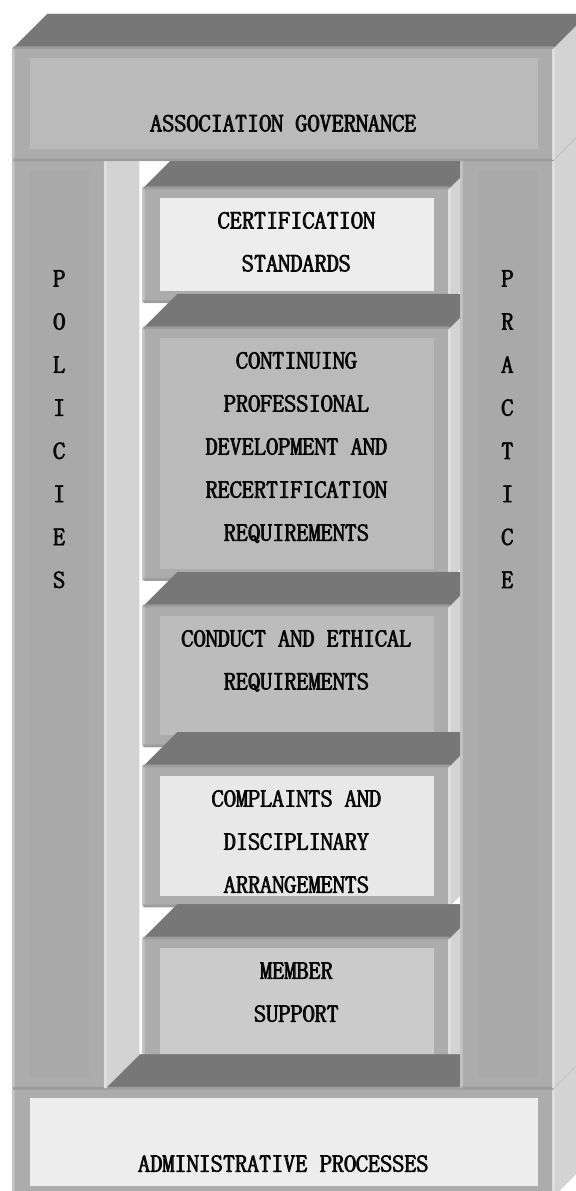 ASSOCIATION GOVERNANCE
POLICIES
CERTIFICATION
STANDARDS
CONTINUING
PROFESSIONAL
DEVELOPMENT AND
RECERTIFICATION
REQUIREMENTS
CONDUCT AND ETHICAL
REQUIREMENTS
COMPLAINTS AND
DISCIPLINARY
ARRANGEMENTS
MEMBER
SUPPORT
PRACTICE
ADMINISTRATIVE PROCESSES